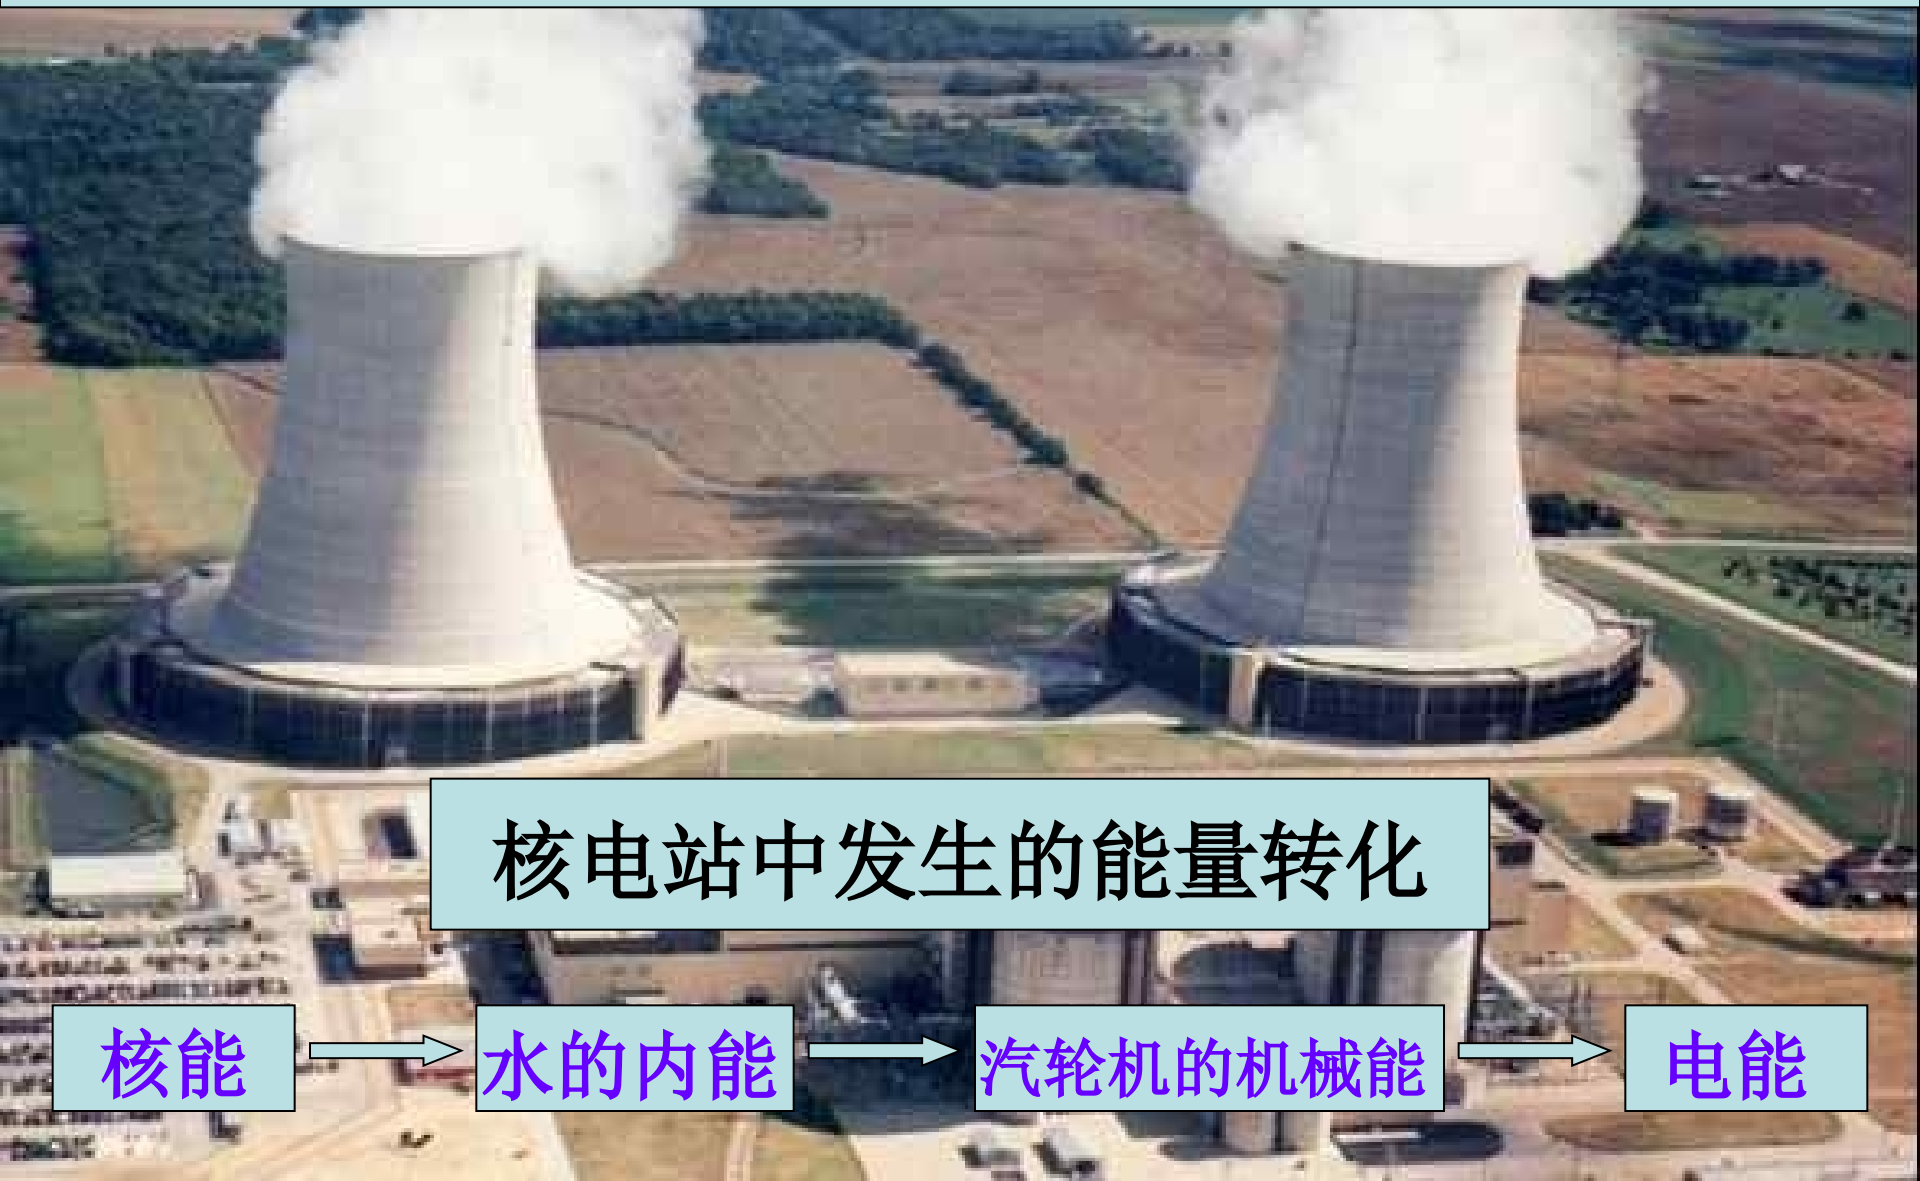 核电站中发生的能量转化
核能
水的内能
汽轮机的机械能
电能